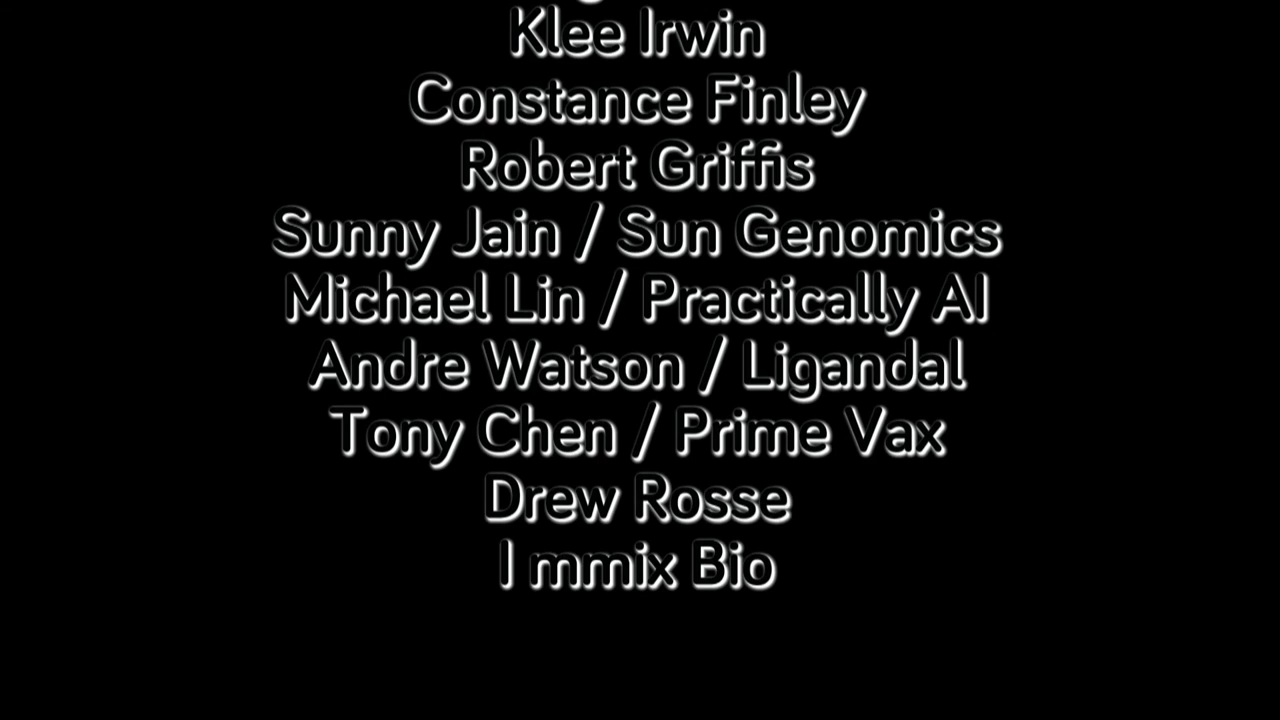 Klee Irwin
Constance Finley
Robert Griffis
Sunny Jain / Sun Genomics
Michael Lin / Practically AI
Andre Watson / Ligandal
Tony Chen / Prime Vax
Drew Rosse
I mmix Bio